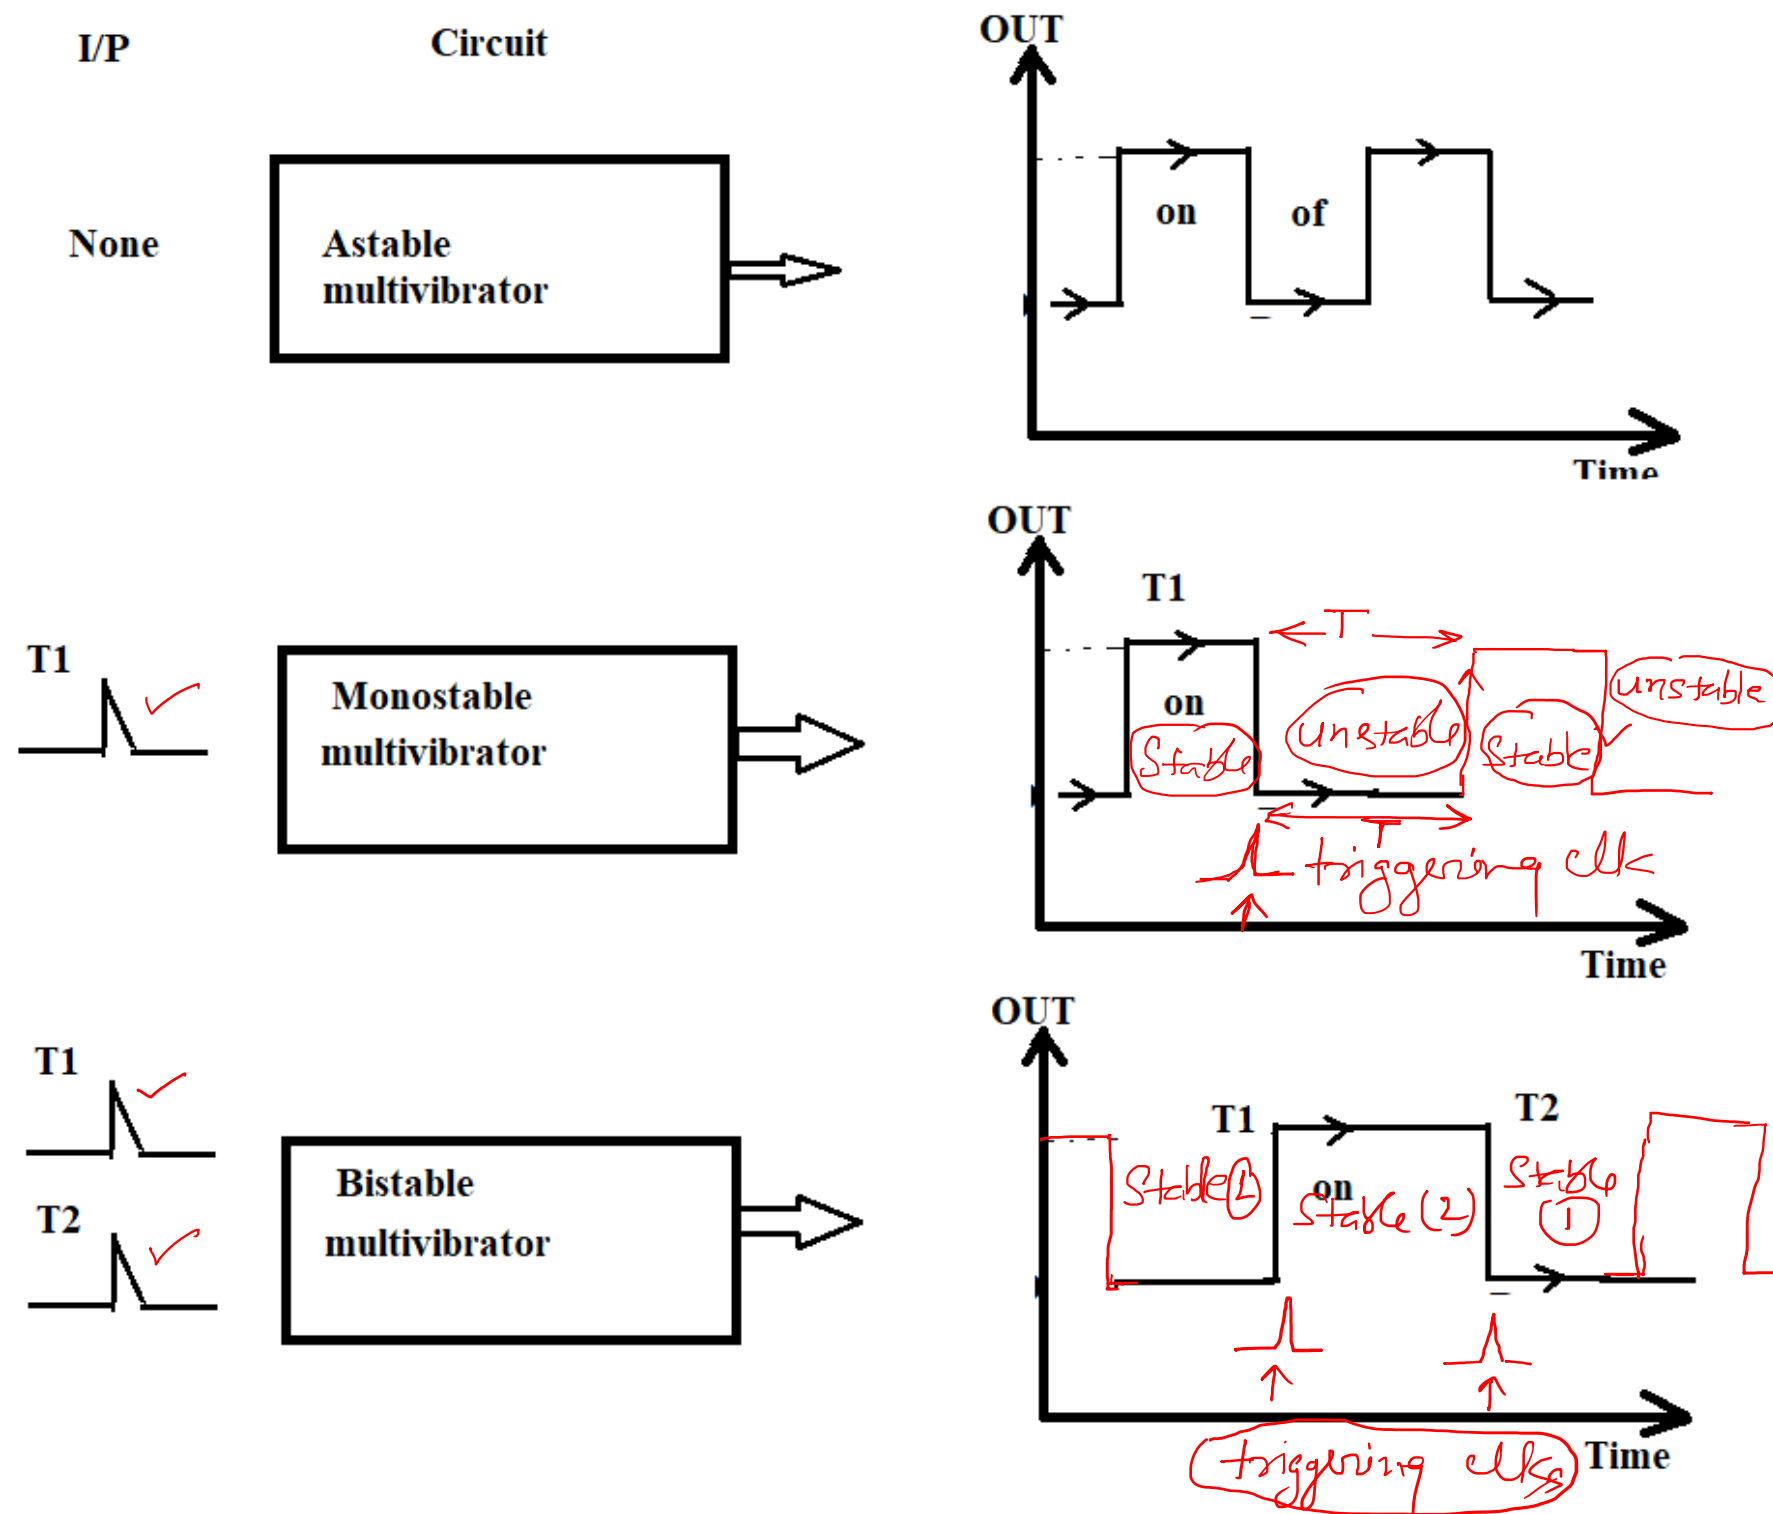 I/P
Circuit
OUT
None
Astable
multivibrator
on
of
Time
OUT
T1
Monostable
multivibrator
T1
T
on
Stable
unstable
Stable
unstable
T
triggering clk
Time
OUT
T1
T2
Bistable
multivibrator
T1
T2
Stable 1
on
Stable (2)
Stable
1
triggering clks
Time